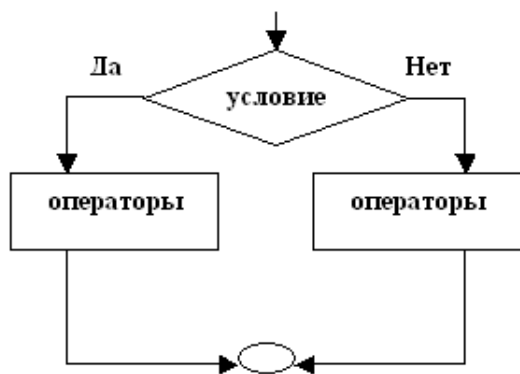 Да
Нет
условие
операторы
операторы